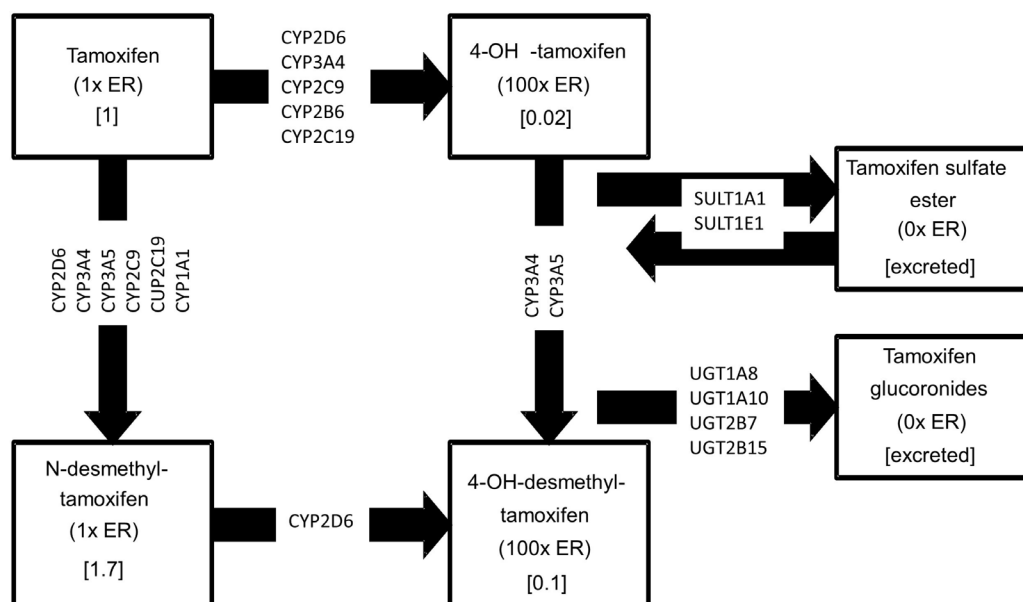 Tamoxifen
(1x ER)
[1]
CYP2D6
CYP3A4
CYP2C9
CYP2B6
CYP2C19
4-OH -tamoxifen
(100x ER)
[0.02]
SULT1A1
SULT1E1
Tamoxifen sulfate
ester
(0x ER)
[excreted]
CYP2D6
CYP3A4
CYP3A5
CYP2C9
CUP2C19
CYP1A1
CYP3A4
CYP3A5
UGT1A8
UGT1A10
UGT2B7
UGT2B15
Tamoxifen
glucoronides
(0x ER)
[excreted]
N-desmethyl-
tamoxifen
(1x ER)
[1.7]
CYP2D6
4-OH-desmethyl-
tamoxifen
(100x ER)
[0.1]